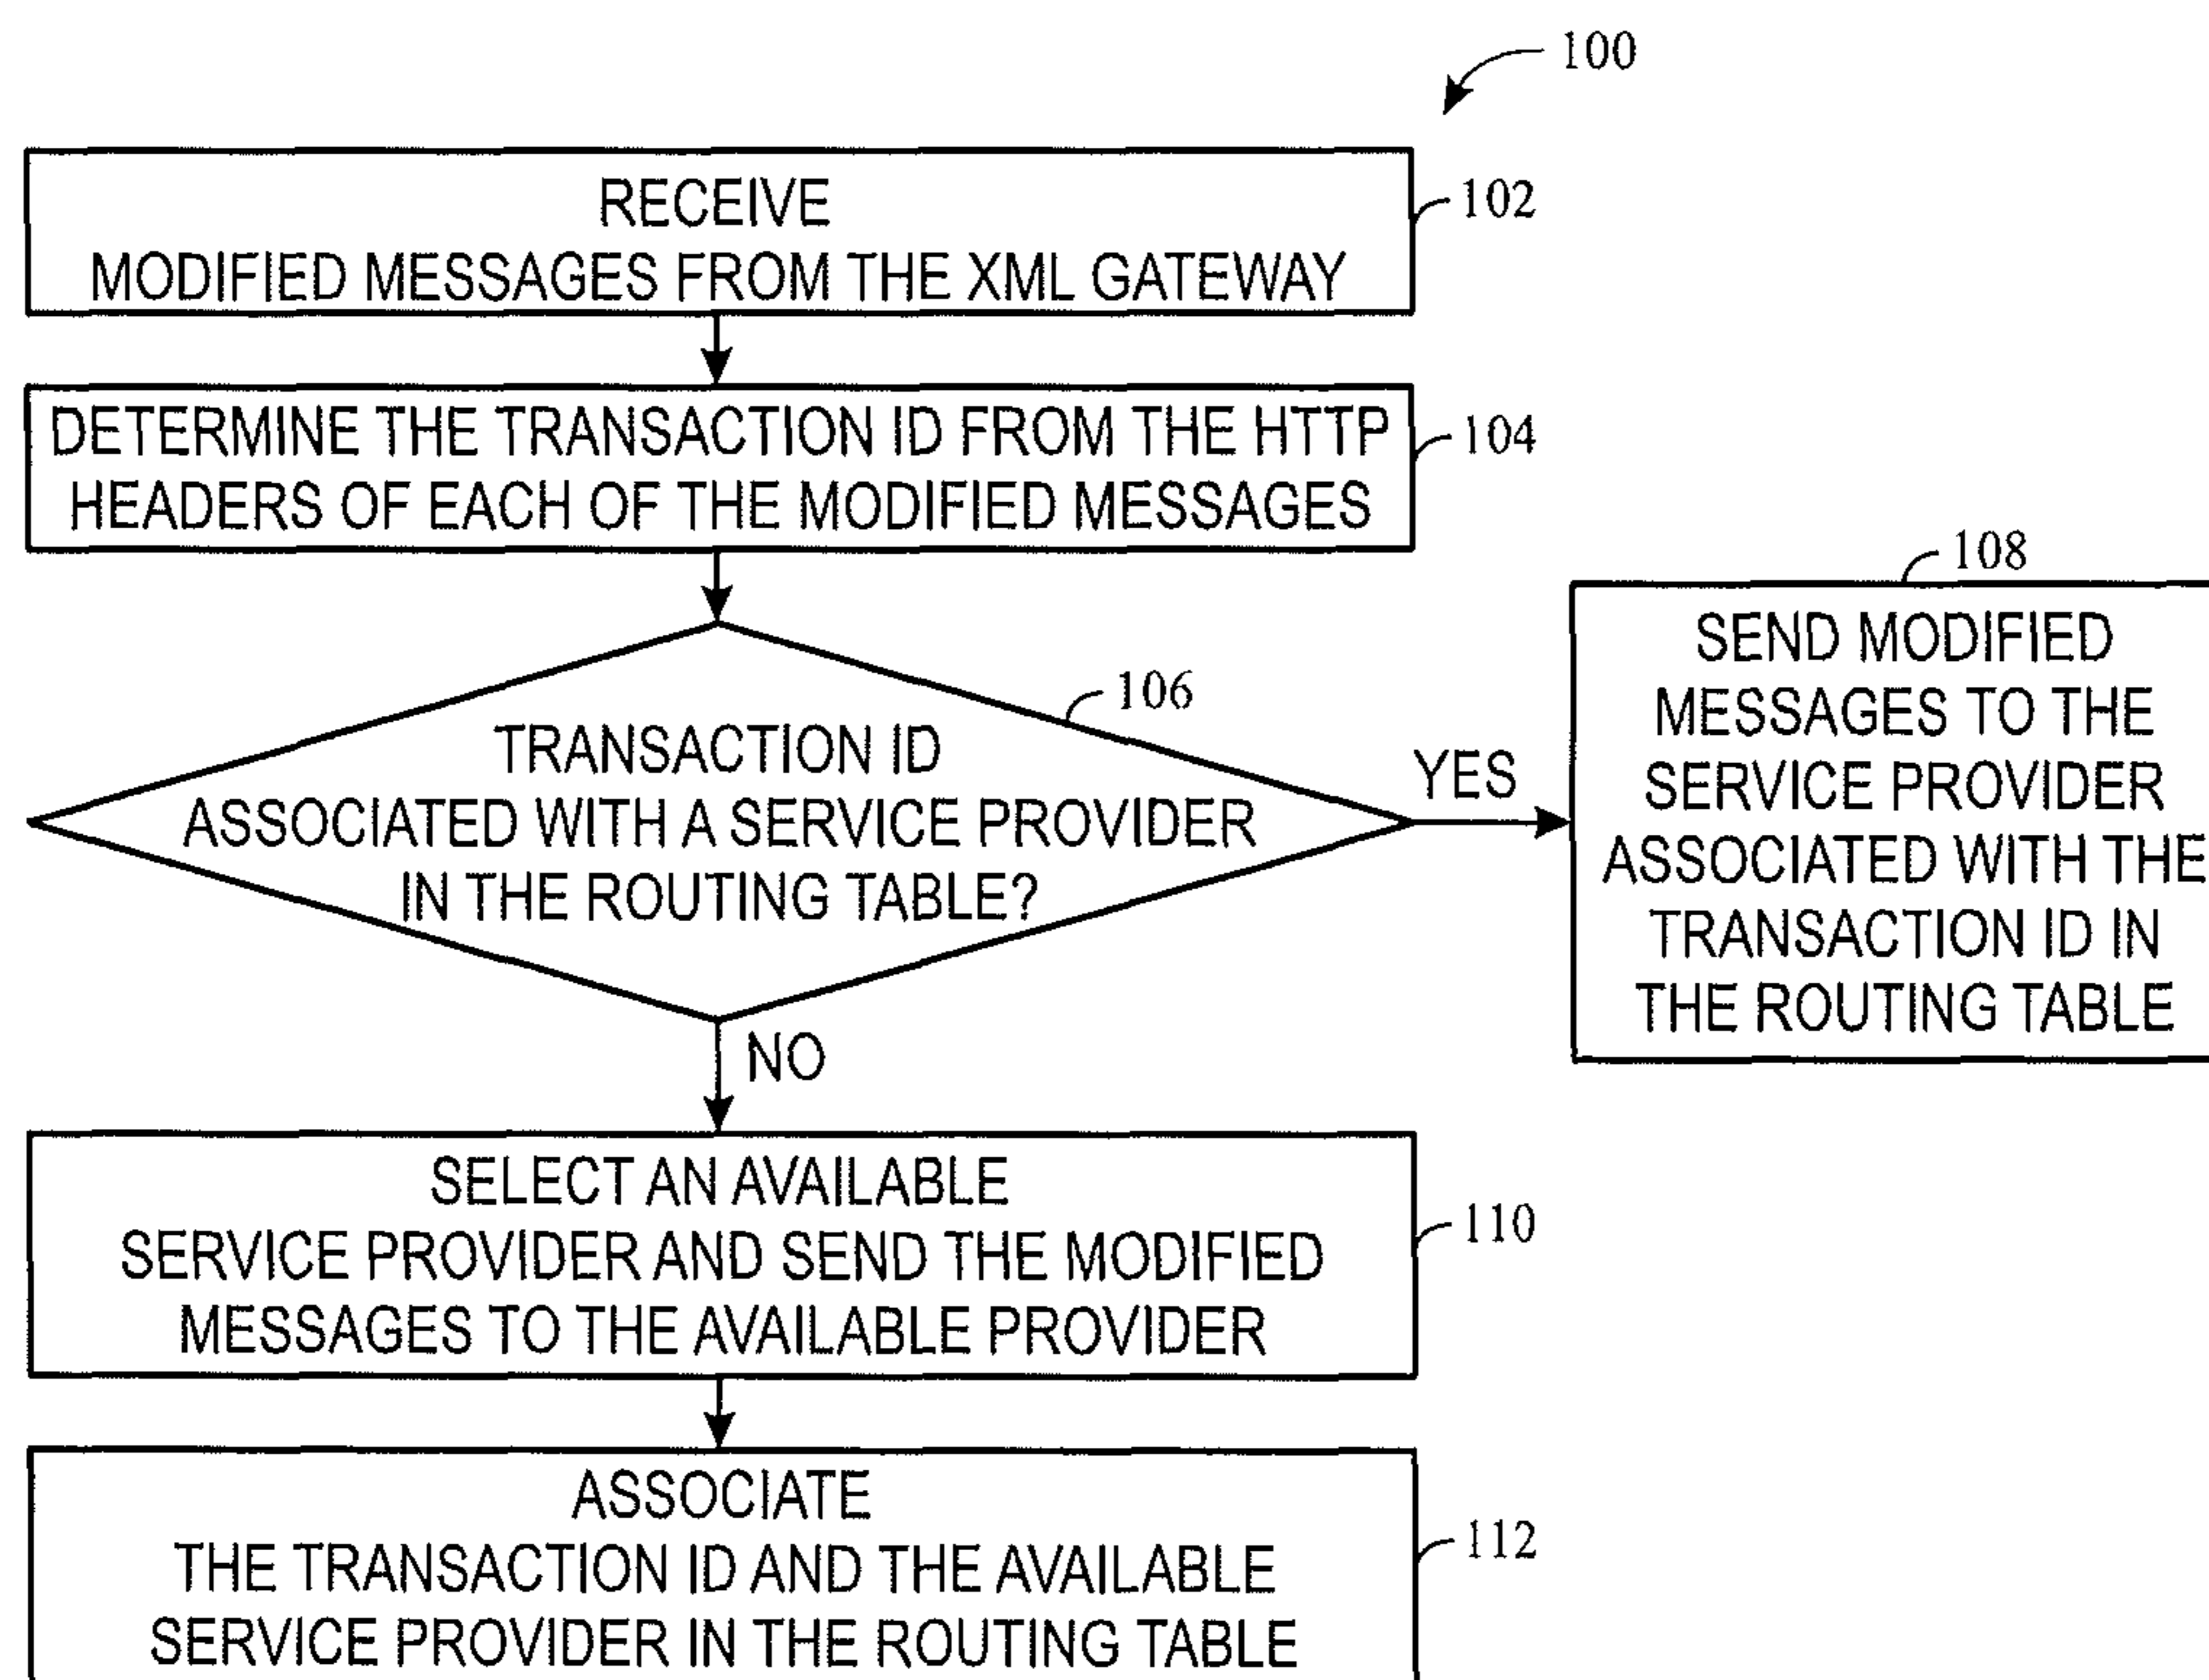 100
RECEIVE
MODIFIED MESSAGES FROM THE XML GATEWAY
102
DETERMINE THE TRANSACTION ID FROM THE HTTP
HEADERS OF EACH OF THE MODIFIED MESSAGES
104
106
TRANSACTION ID
ASSOCIATED WITH A SERVICE PROVIDER
IN THE ROUTING TABLE?
YES
108
SEND MODIFIED
MESSAGES TO THE
SERVICE PROVIDER
ASSOCIATED WITH THE
TRANSACTION ID IN
THE ROUTING TABLE
NO
SELECT AN AVAILABLE
SERVICE PROVIDER AND SEND THE MODIFIED
MESSAGES TO THE AVAILABLE PROVIDER
110
ASSOCIATE
THE TRANSACTION ID AND THE AVAILABLE
SERVICE PROVIDER IN THE ROUTING TABLE
112